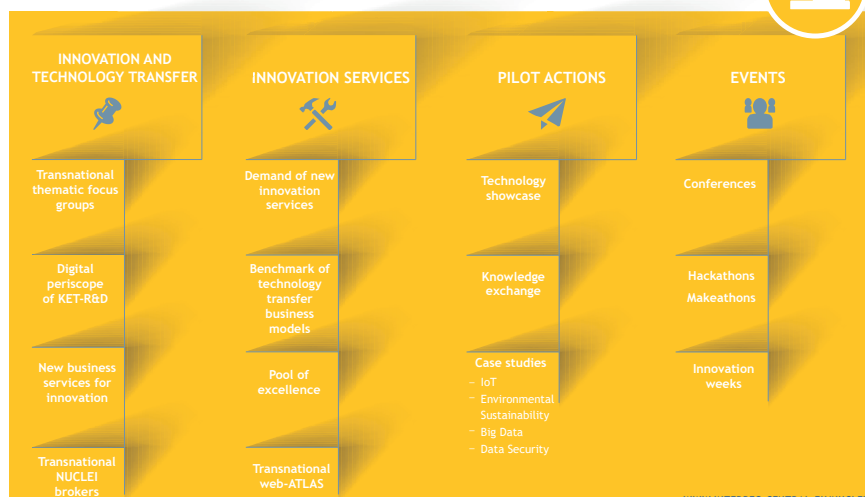 INNOVATION AND
TECHNOLOGY TRANSFER
Transnational
thematic focus
groups
Digital
periscope
of KET-R&D
New business
services for
innovation
Transnational
NUCLEI
brokers
INNOVATION SERVICES
Demand of new
innovation
services
Benchmark of
technology
transfer
business
models
Pool of
excellence
Transnational
web-ATLAS
PILOT ACTIONS
Technology
showcase
Knowledge
exchange
Case studies
– IoT
– Environmental
Sustainability
– Big Data
– Data Security
EVENTS
Conferences
Hackathons
Makeathons
Innovation
weeks